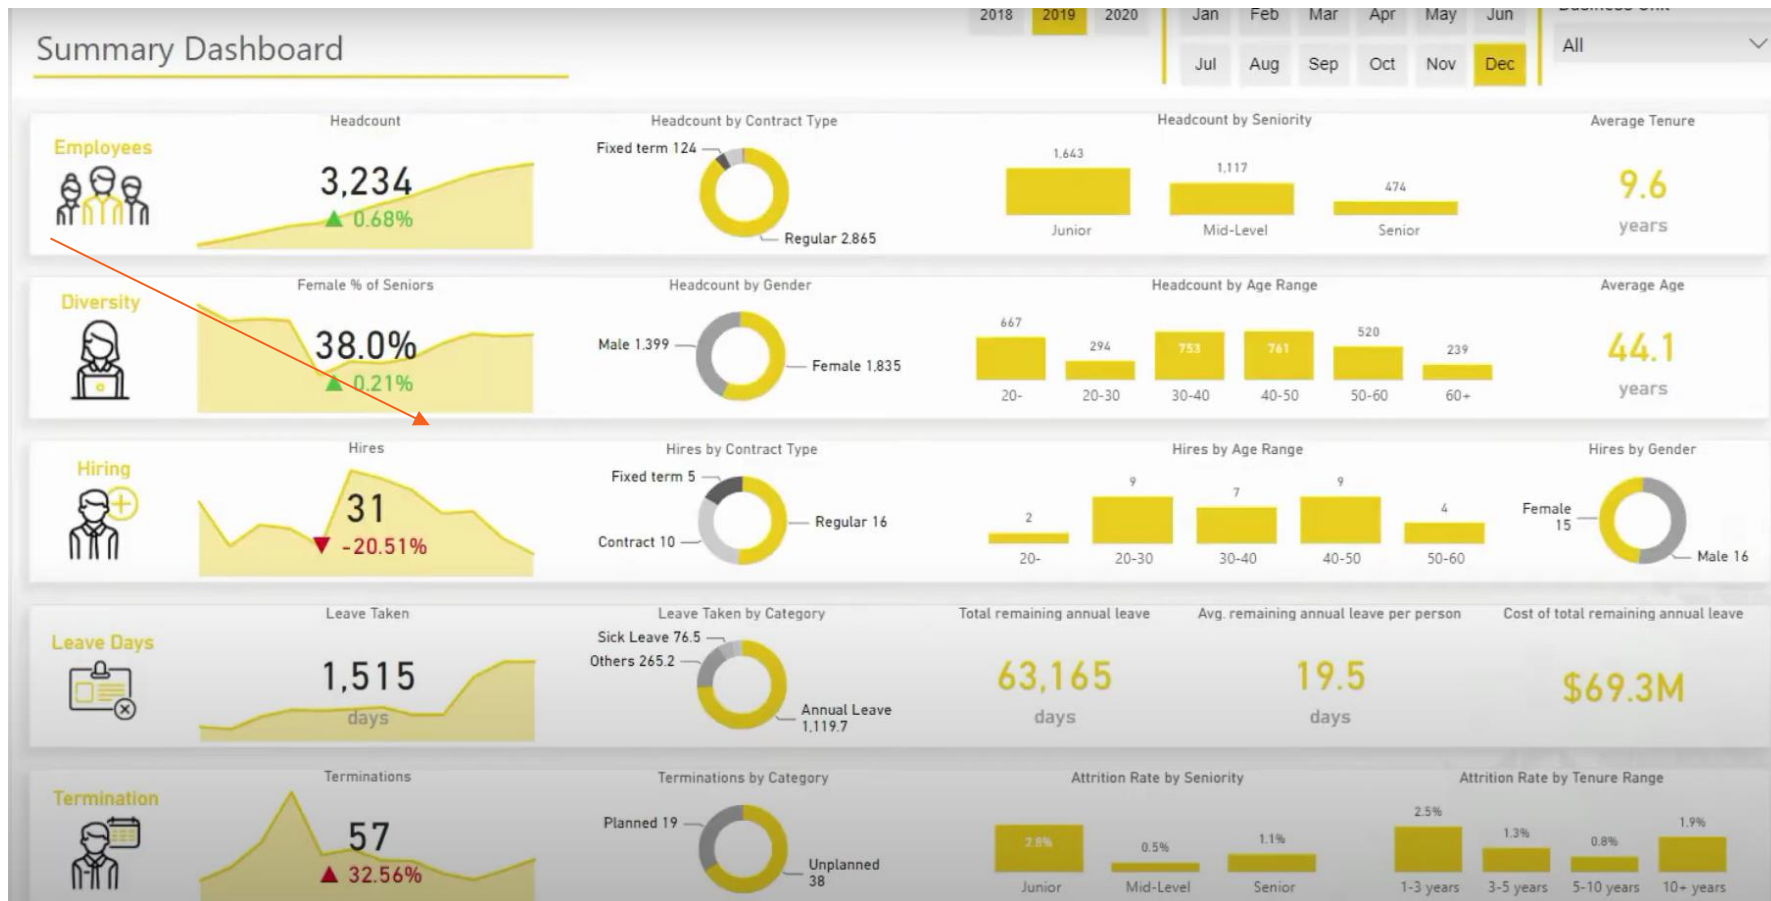 2018 2019 2020
Jan Feb Mar Apr May Jun
Summary Dashboard
All
Jul Aug Sep Oct Nov Dec
Employees
Headcount
3,234
0.68%
Headcount by Contract Type
Fixed term 124
Regular 2,865
Headcount by Seniority
1,643 1,117 474
Junior Mid-Level Senior
Average Tenure
9.6
years
Diversity
Female % of Seniors
38.0%
0.21%
Headcount by Gender
Male 1,399
Female 1,835
Headcount by Age Range
667 294 753 761 520 239
20- 20-30 30-40 40-50 50-60 60+
Average Age
44.1
years
Hiring
Hires
31
-20.51%
Hires by Contract Type
Fixed term 5
Regular 16
Contract 10
Hires by Age Range
2 9 7 9 4
20- 20-30 30-40 40-50 50-60
Hires by Gender
Female
15
Male 16
Leave Days
Leave Taken
1,515
days
Leave Taken by Category
Sick Leave 76.5
Others 265.2
Annual Leave
1,119.7
Total remaining annual leave
63,165
days
Avg. remaining annual leave per person
19.5
days
Cost of total remaining annual leave
$69.3M
Termination
Terminations
57
32.56%
Terminations by Category
Planned 19
Unplanned
38
Attrition Rate by Seniority
2.8% 0.5% 1.1%
Junior Mid-Level Senior
Attrition Rate by Tenure Range
2.5% 1.3% 0.8% 1.9%
1-3 years 3-5 years 5-10 years 10+ years